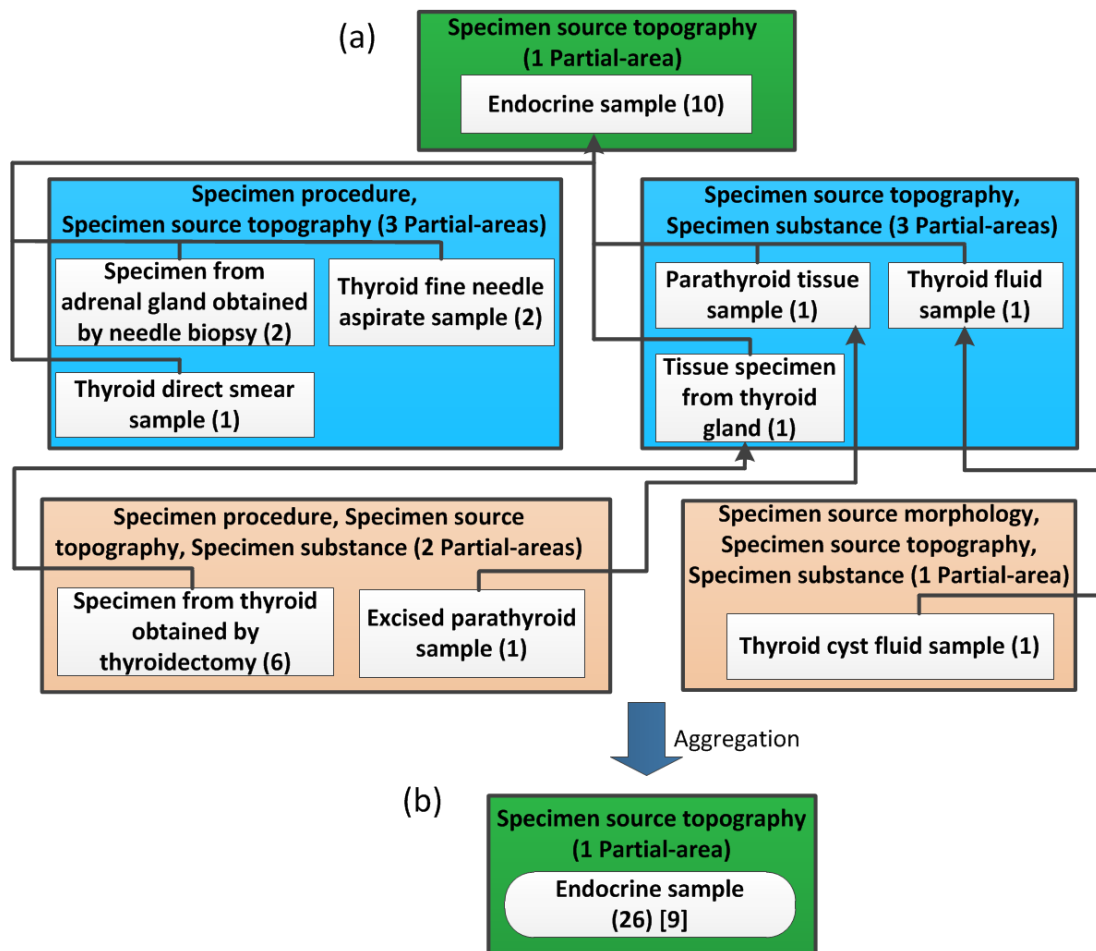 (a)
Specimen source topography
(1 Partial-area)
Endocrine sample (10)
Specimen procedure,
Specimen source topography (3 Partial-areas)
Specimen from
adrenal gland obtained
by needle biopsy (2)
Thyroid fine needle
aspirate sample (2)
Thyroid direct smear
sample (1)
Specimen source topography,
Specimen substance (3 Partial-areas)
Parathyroid tissue
sample (1)
Thyroid fluid
sample (1)
Tissue specimen
from thyroid
gland (1)
Specimen procedure, Specimen source
topography, Specimen substance (2 Partial-areas)
Specimen from thyroid
obtained by
thyroidectomy (6)
Excised parathyroid
sample (1)
Specimen source morphology,
Specimen source topography,
Specimen substance (1 Partial-area)
Thyroid cyst fluid sample (1)
Aggregation
(b)
Specimen source topography
(1 Partial-area)
Endocrine sample
(26) [9]